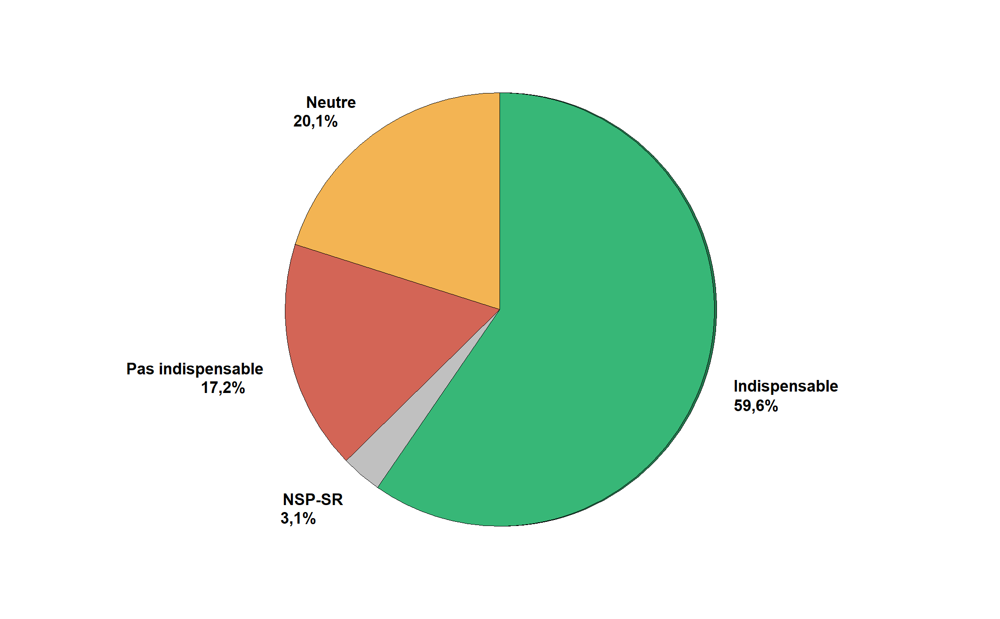 Neutre
20,1%
Pas indispensable
17,2%
Indispensable
59,6%
NSP-SR
3,1%